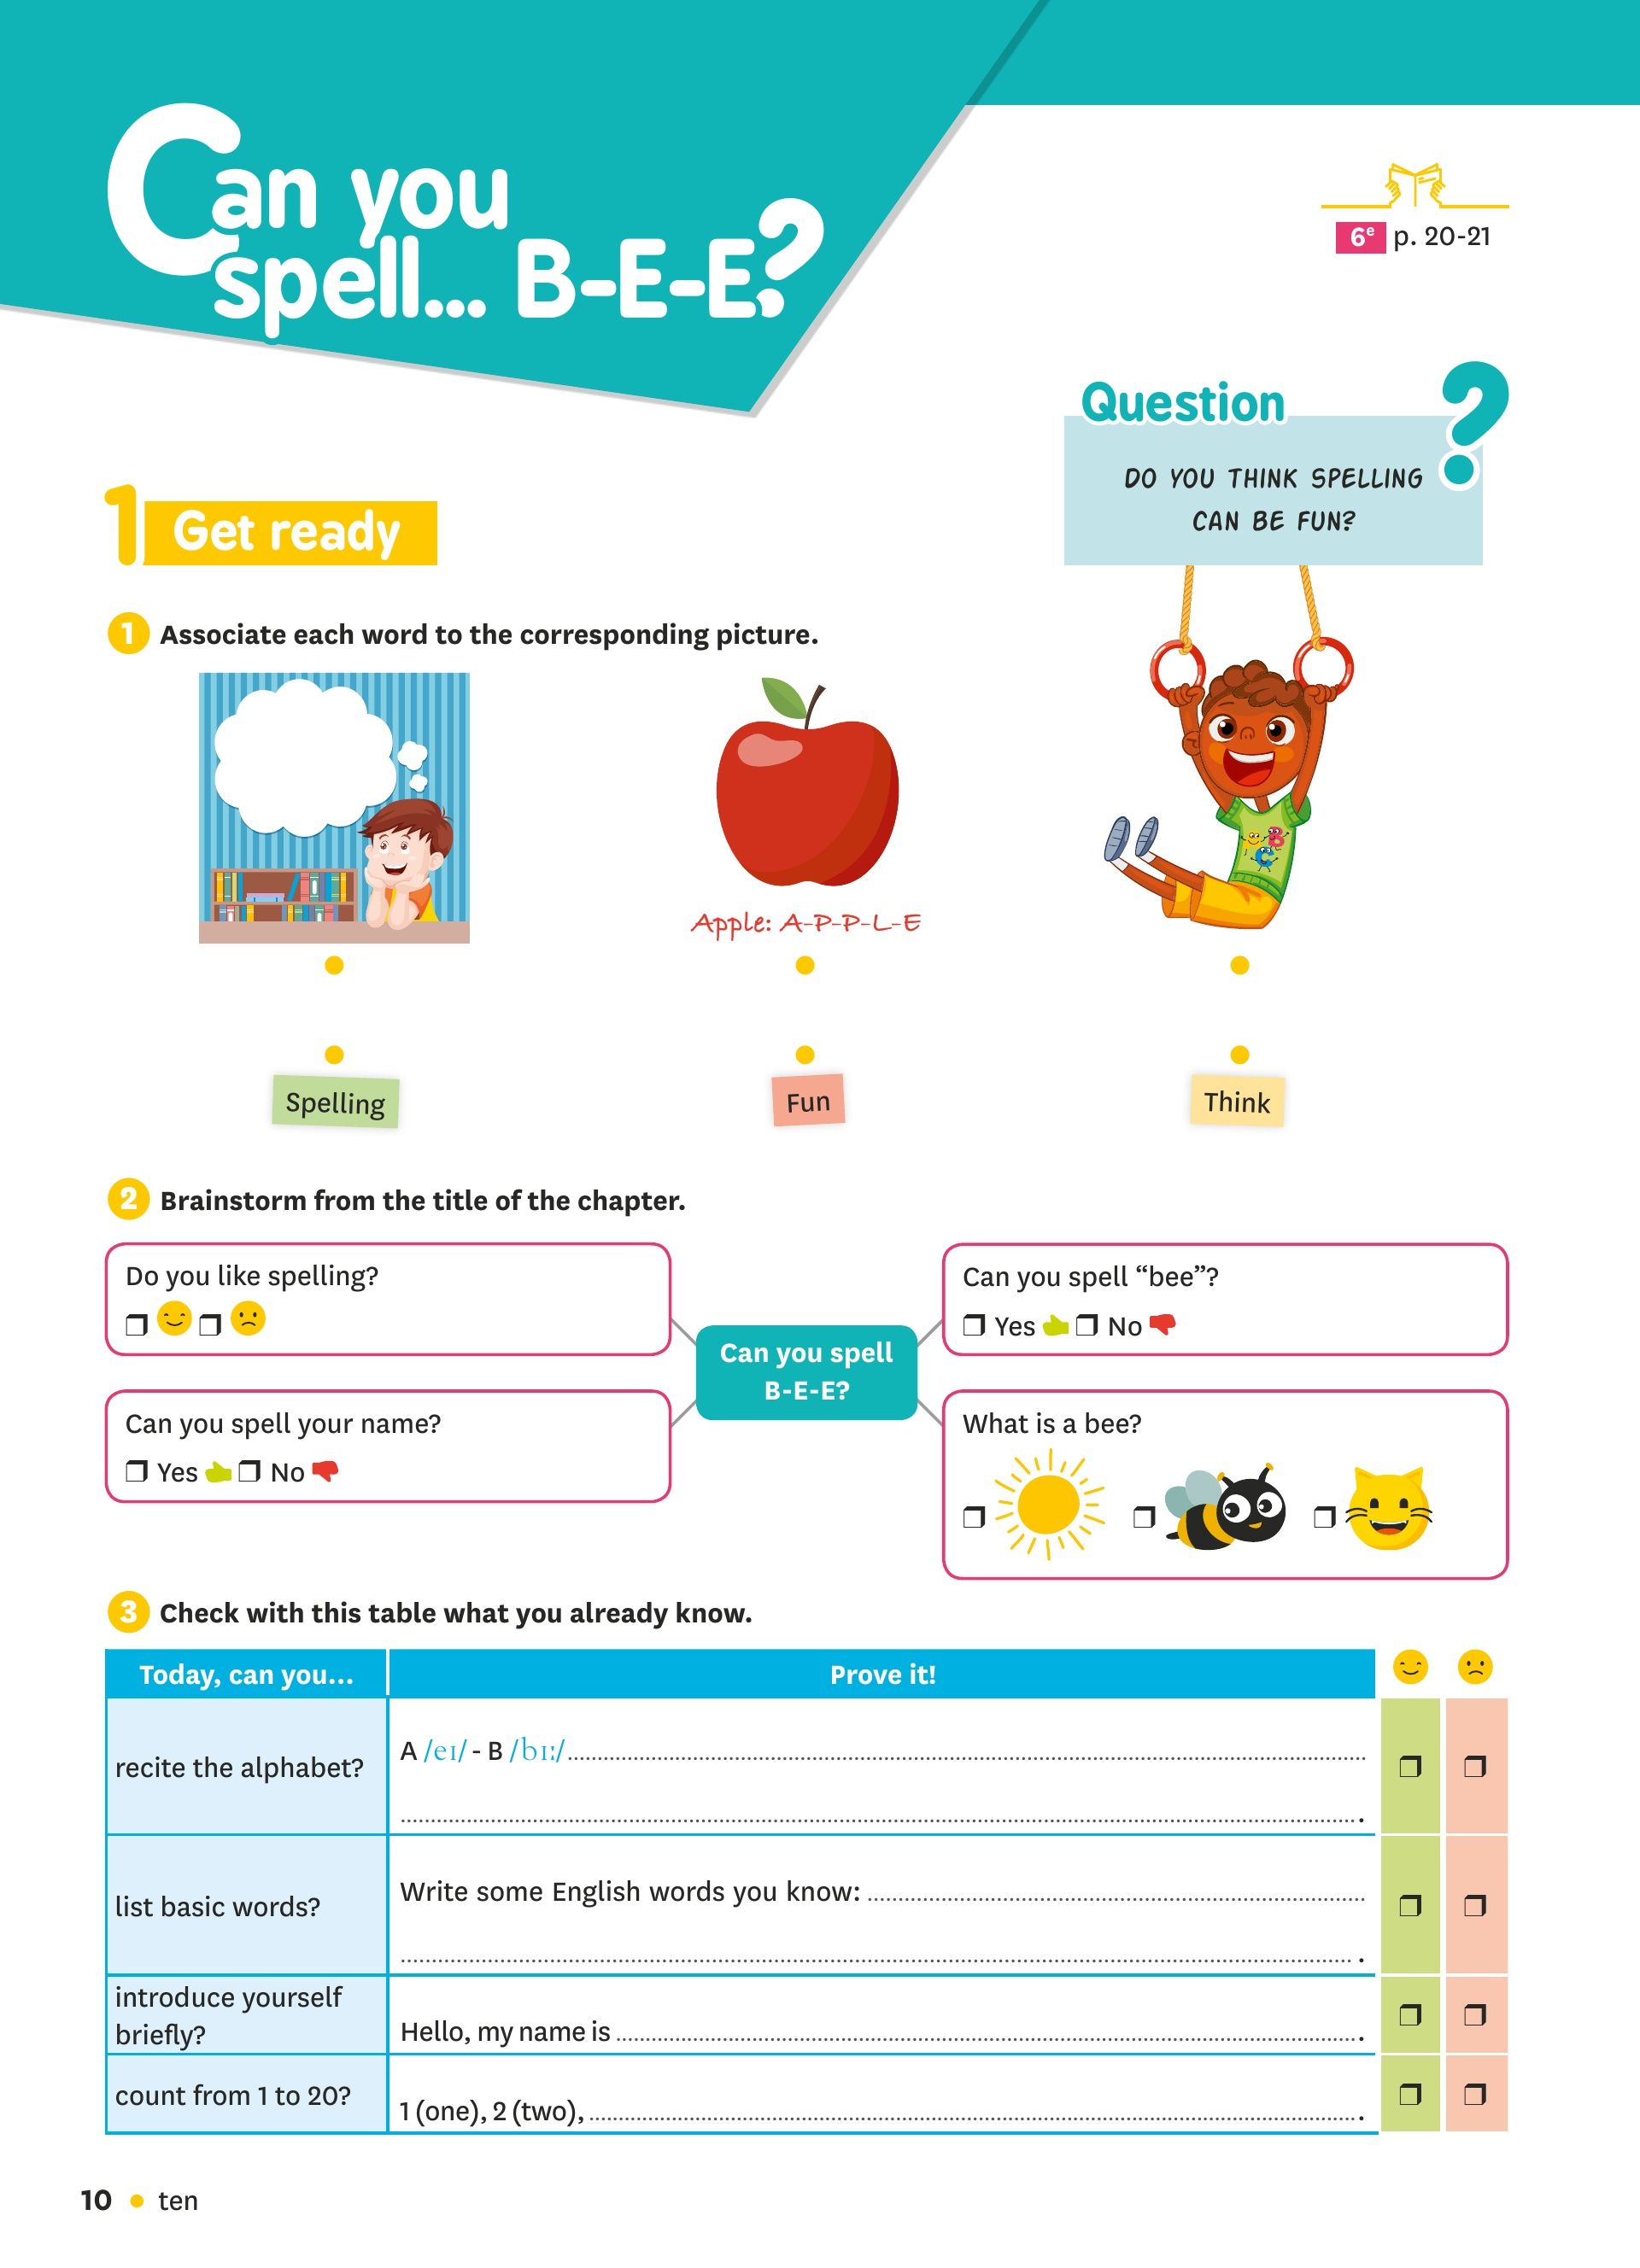 Can you
spell... B-E-E?
6e p. 20-21
Question ?
DO YOU THINK SPELLING
CAN BE FUN?
1 Get ready
1 Associate each word to the corresponding picture.
B
C
Apple: A-P-P-L-E
Spelling
Fun
Think
2 Brainstorm from the title of the chapter.
Do you like spelling?
Can you spell your name?
Yes No
Can you spell
B-E-E?
Can you spell “bee”?
Yes No
What is a bee?
3 Check with this table what you already know.
Today, can you... Prove it!
recite the alphabet?
A /eɪ/ - B /bɪː/
.
list basic words?
Write some English words you know:
.
introduce yourself
briefly?
Hello, my name is .
count from 1 to 20?
1 (one), 2 (two), .
10 • ten